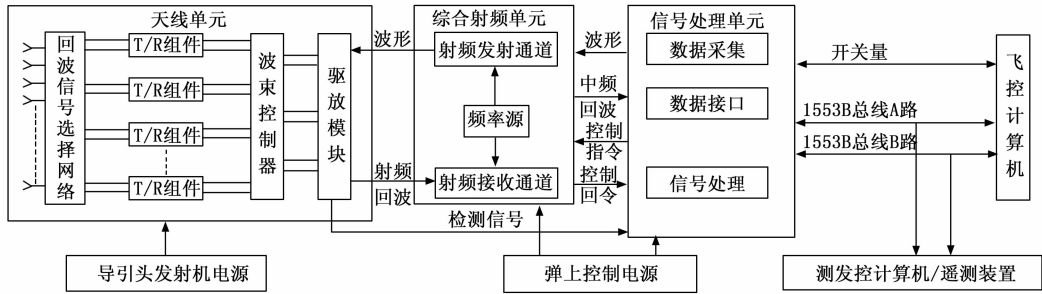 天线单元
回波信号选择网络
T/R组件
T/R组件
T/R组件
T/R组件
波束控制器
驱放模块
波形
射频
回波
综合射频单元
射频发射通道
频率源
射频接收通道
波形
中频
回波
控制
指令
控制
回令
检测信号
信号处理单元
数据采集
数据接口
信号处理
开关量
1553B总线A路
1553B总线B路
飞控计算机
导引头发射机电源
弹上控制电源
测发控计算机/遥测装置